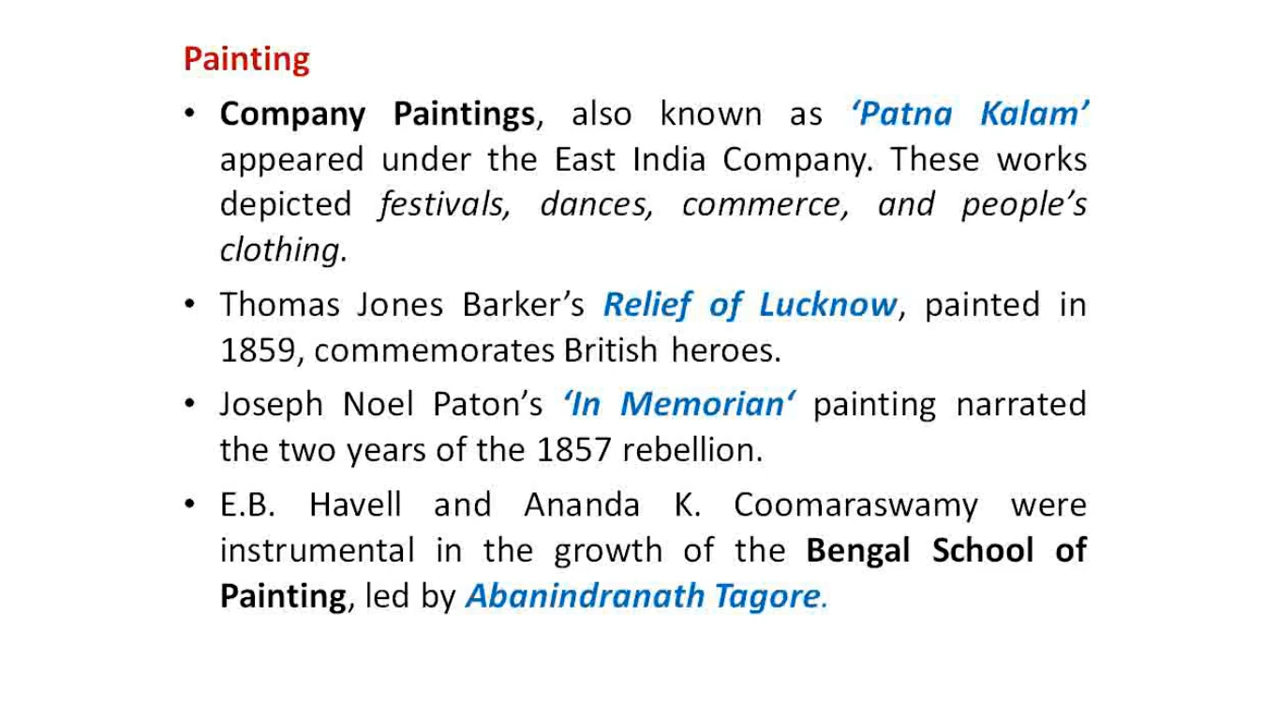 Painting
• Company Paintings, also known as ‘Patna Kalam’
appeared under the East India Company. These works
depicted festivals, dances, commerce, and people’s
clothing.
• Thomas Jones Barker’s Relief of Lucknow, painted in
1859, commemorates British heroes.
• Joseph Noel Paton’s ‘In Memorian‘ painting narrated
the two years of the 1857 rebellion.
• E.B. Havell and Ananda K. Coomaraswamy were
instrumental in the growth of the Bengal School of
Painting, led by Abanindranath Tagore.